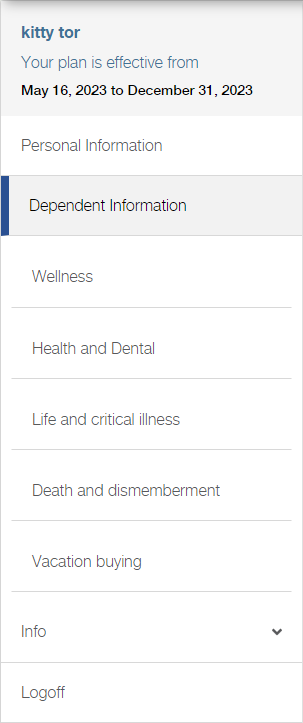 kitty tor
Your plan is effective from
May 16, 2023 to December 31, 2023
Personal Information
Dependent Information
Wellness
Health and Dental
Life and critical illness
Death and dismemberment
Vacation buying
Info
Logoff